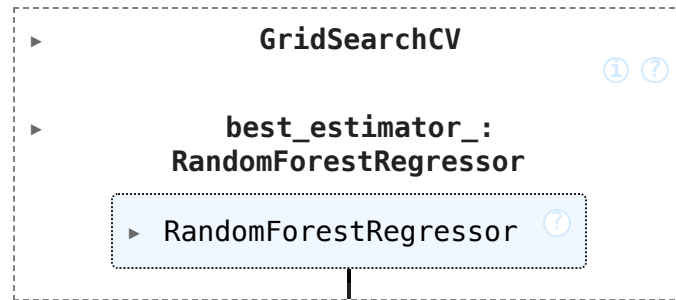 ▸ GridSearchCV
i ?
▸ best_estimator_:
RandomForestRegressor
▸ RandomForestRegressor ?